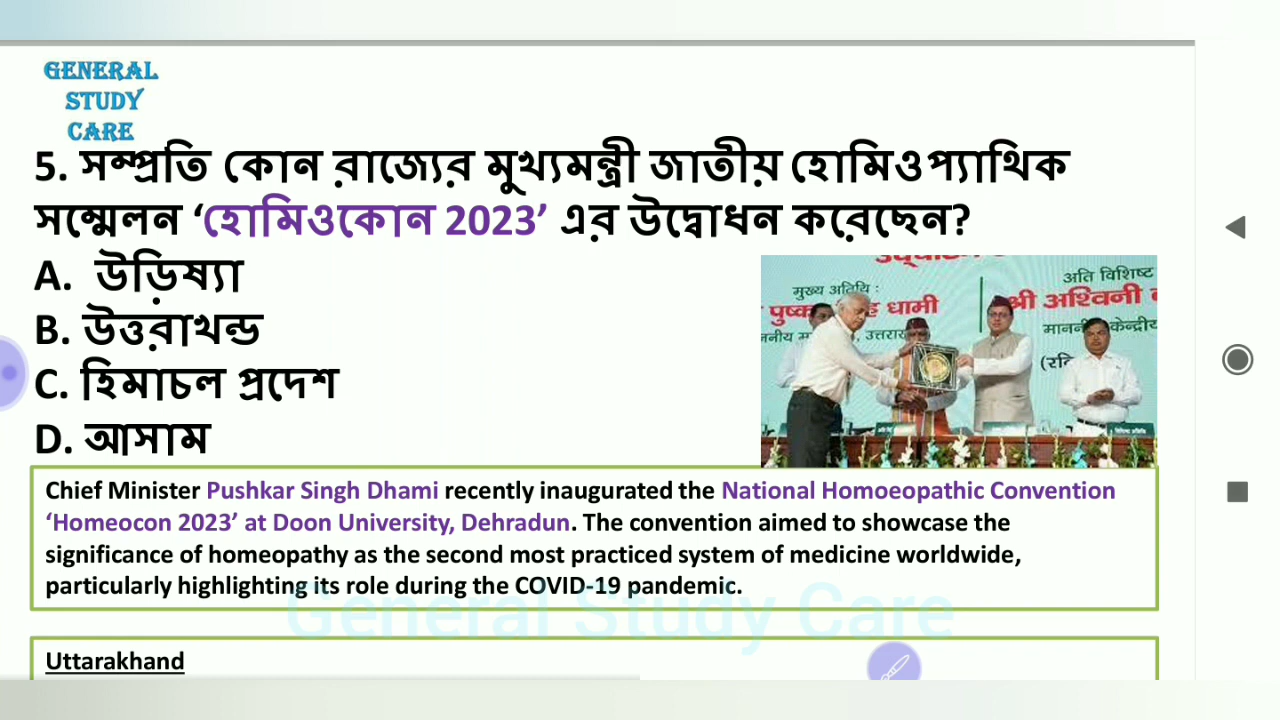 GENERAL
STUDY
CARE
5. সম্প্রতি কোন রাজ্যের মুখ্যমন্ত্রী জাতীয় হোমিওপ্যাথিক
সম্মেলন ‘হোমিওকোন 2023’ এর উদ্বোধন করেছেন?
A. উড়িষ্যা
B. উত্তরাখন্ড
C. হিমাচল প্রদেশ
D. আসাম
मुख्य अतिथि :
अति विशिष्ट
धामी
श्री अश्विनी
उत्तरा
केन्द्रीय
Chief Minister Pushkar Singh Dhami recently inaugurated the National Homoeopathic Convention
‘Homeocon 2023’ at Doon University, Dehradun. The convention aimed to showcase the
significance of homeopathy as the second most practiced system of medicine worldwide,
particularly highlighting its role during the COVID-19 pandemic.
General Study Care
Uttarakhand